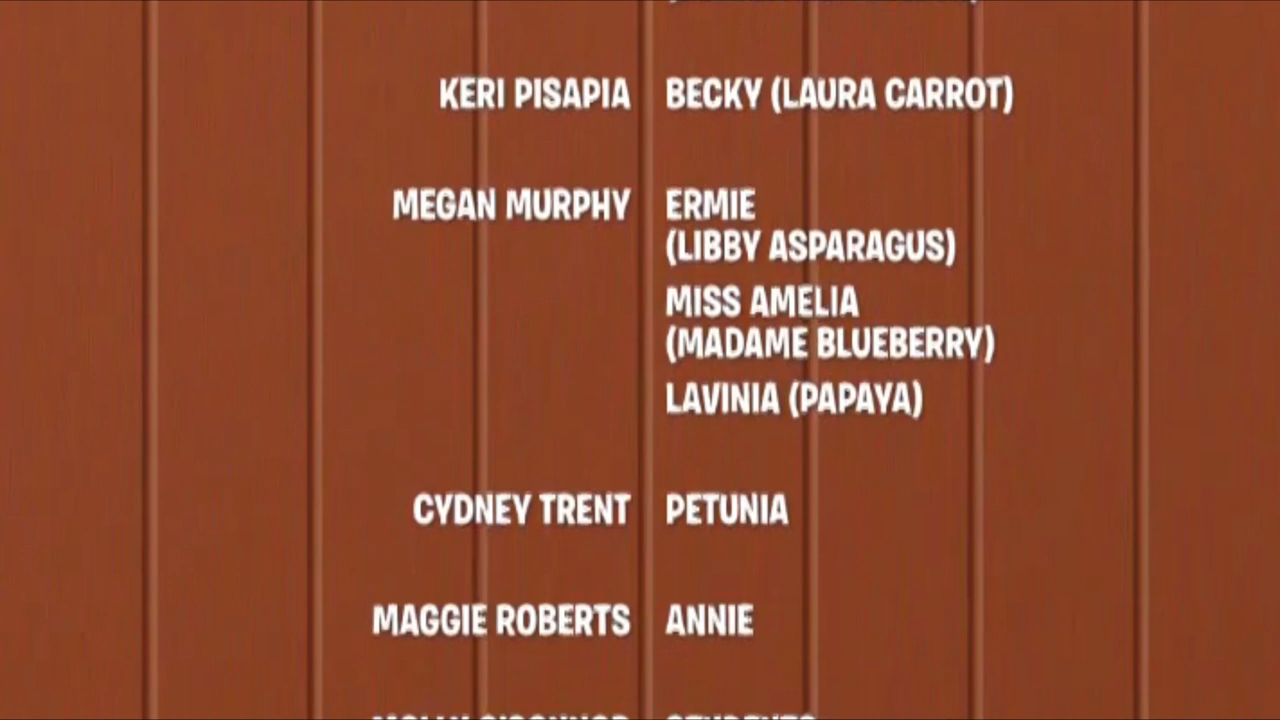 KERI PISAPIA BECKY (LAURA CARROT)
MEGAN MURPHY ERMIE
(LIBBY ASPARAGUS)
MISS AMELIA
(MADAME BLUEBERRY)
LAVINIA (PAPAYA)
CYDNEY TRENT PETUNIA
MAGGIE ROBERTS ANNIE